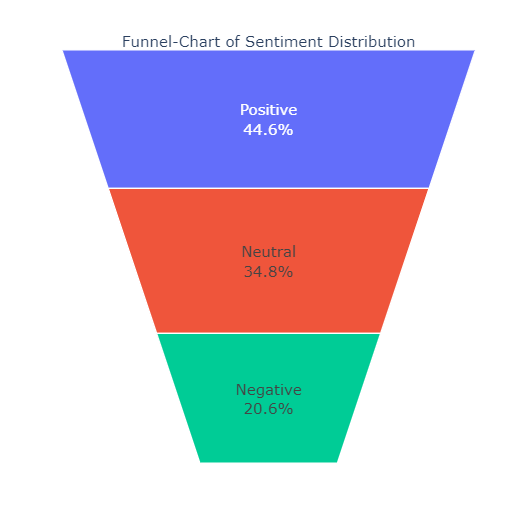 Funnel-Chart of Sentiment Distribution
Positive
44.6%
Neutral
34.8%
Negative
20.6%